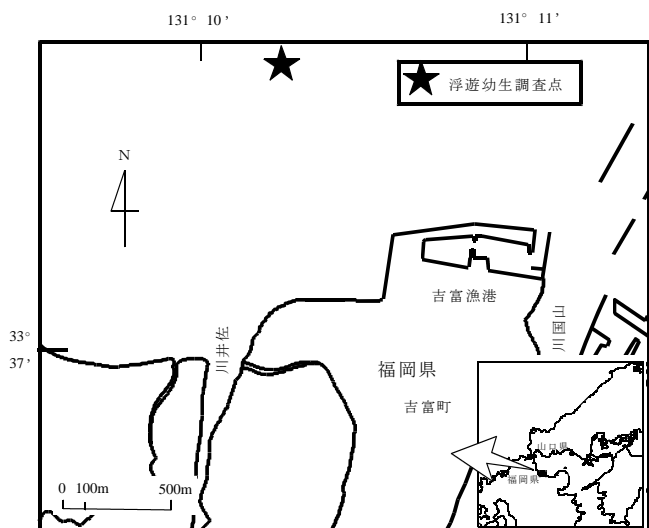 131° 10’
131° 11’
浮遊幼生調査点
N
吉富漁港
川国山
33°
37’
川井佐
福岡県
吉富町
山口県
福岡県
0 100m 500m